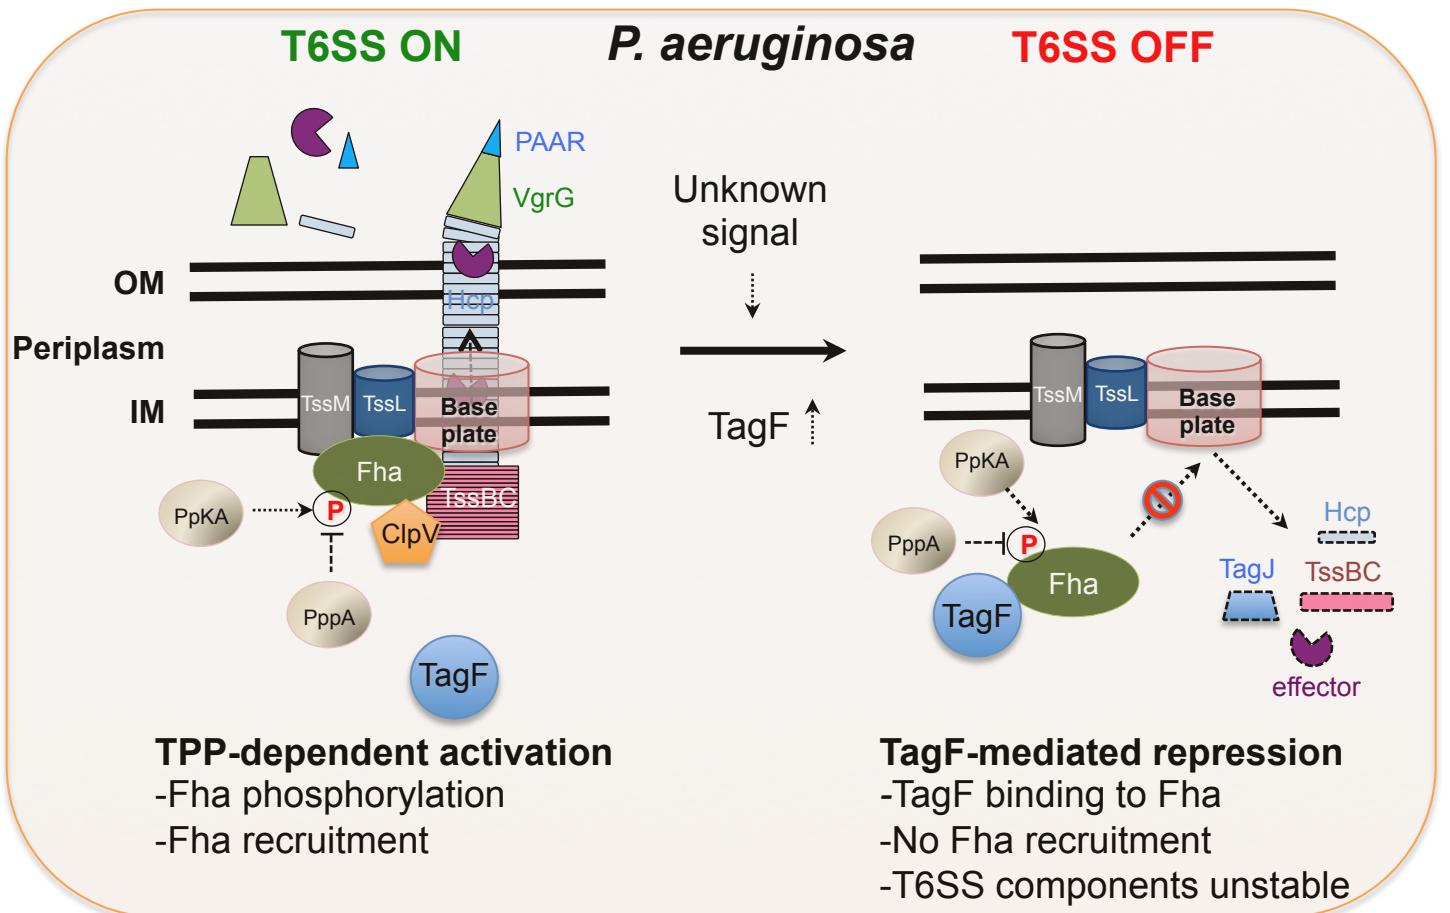 T6SS ON
P. aeruginosa
T6SS OFF
PAAR
VgrG
OM
Hcp
Periplasm
IM
TssM
TssL
Base
plate
Fha
TssBC
PpKA
P
ClpV
PppA
TagF
TPP-dependent activation
-Fha phosphorylation
-Fha recruitment
Unknown
signal
TagF
TssM
TssL
Base
plate
PpKA
PppA
P
Fha
TagF
Hcp
TagJ
TssBC
effector
TagF-mediated repression
-TagF binding to Fha
-No Fha recruitment
-T6SS components unstable